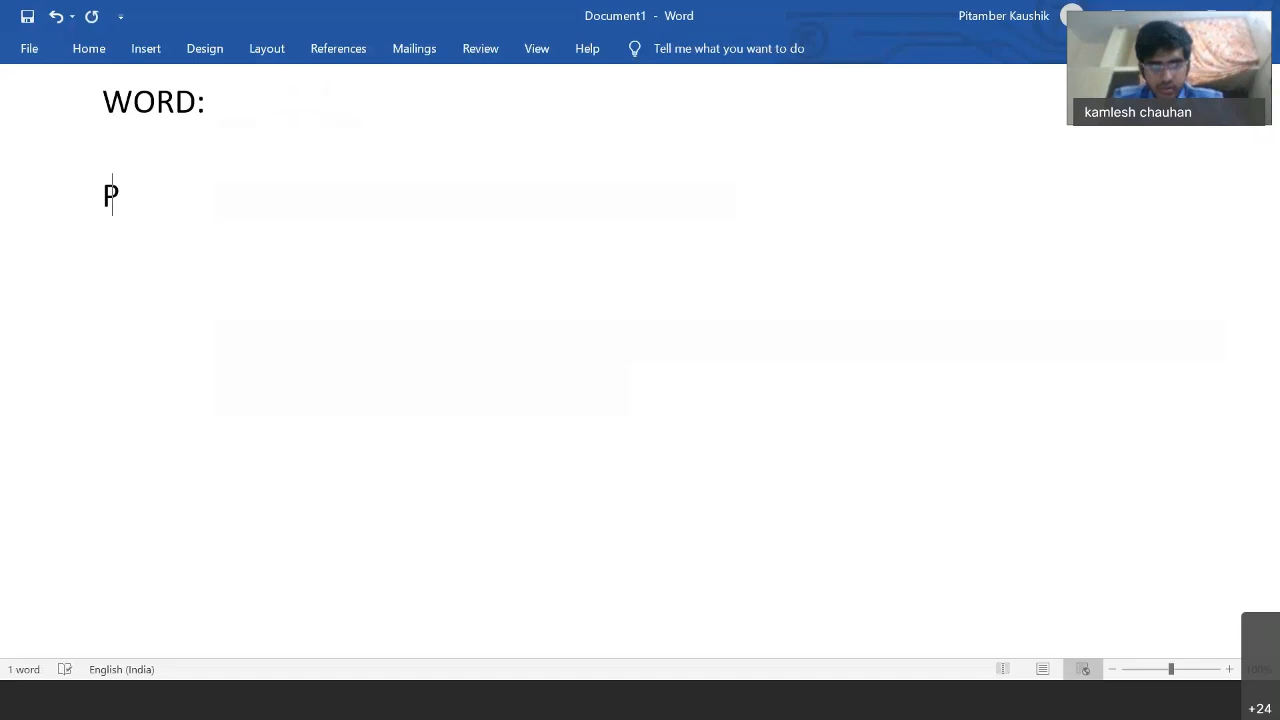 Document1 - Word
Pitamber Kaushik
File Home Insert Design Layout References Mailings Review View Help Tell me what you want to do
kamlesh chauhan
WORD:
P
1 word English (India)
100%
+24